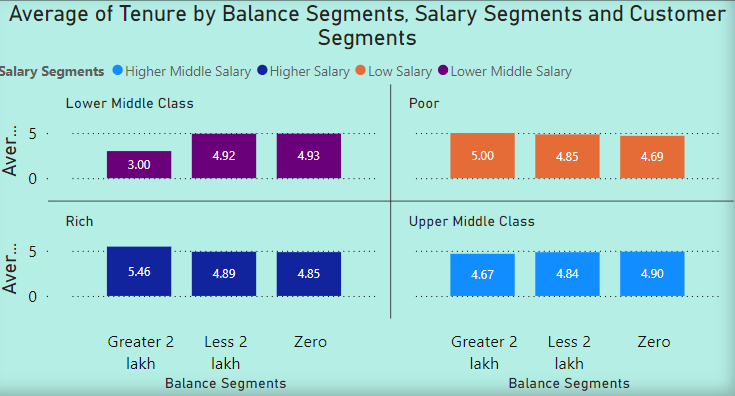 Average of Tenure by Balance Segments, Salary Segments and Customer
Segments
Salary Segments Higher Middle Salary Higher Salary Low Salary Lower Middle Salary
Lower Middle Class
Poor
Aver...
5
0
3.00
4.92
4.93
5.00
4.85
4.69
Rich
Upper Middle Class
Aver...
5
0
5.46
4.89
4.85
4.67
4.84
4.90
Greater 2
lakh
Less 2
lakh
Zero
Greater 2
lakh
Less 2
lakh
Zero
Balance Segments
Balance Segments